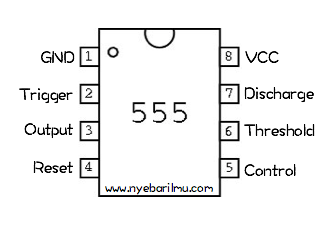 GND 1 8 VCC
Trigger 2 7 Discharge
555
Output 3 6 Threshold
Reset 4 5 Control
www.nyebarilmu.com